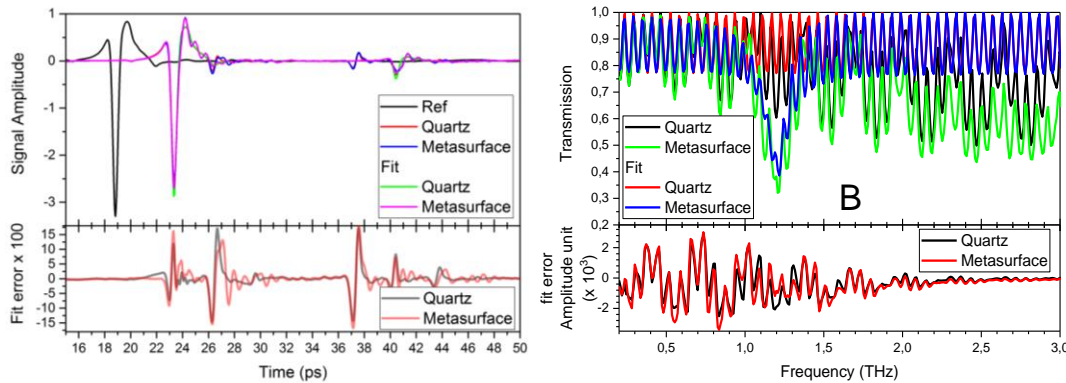 Signal Amplitude
1
0
-1
-2
-3
Ref
Quartz
Metasurface
Fit
Quartz
Metasurface
Fit error x 100
15
10
5
0
-5
-10
-15
Quartz
Metasurface
15 16 18 20 22 24 26 28 30 32 34 36 38 40 42 44 46 48 50
Time (ps)
Transmission
1,0
0,9
0,8
0,7
0,6
0,5
0,4
0,3
0,2
Quartz
Metasurface
Fit
Quartz
Metasurface
B
fit error
Amplitude unit
(x 10³)
2
0
-2
Quartz
Metasurface
0,5 1,0 1,5 2,0 2,5 3,0
Frequency (THz)